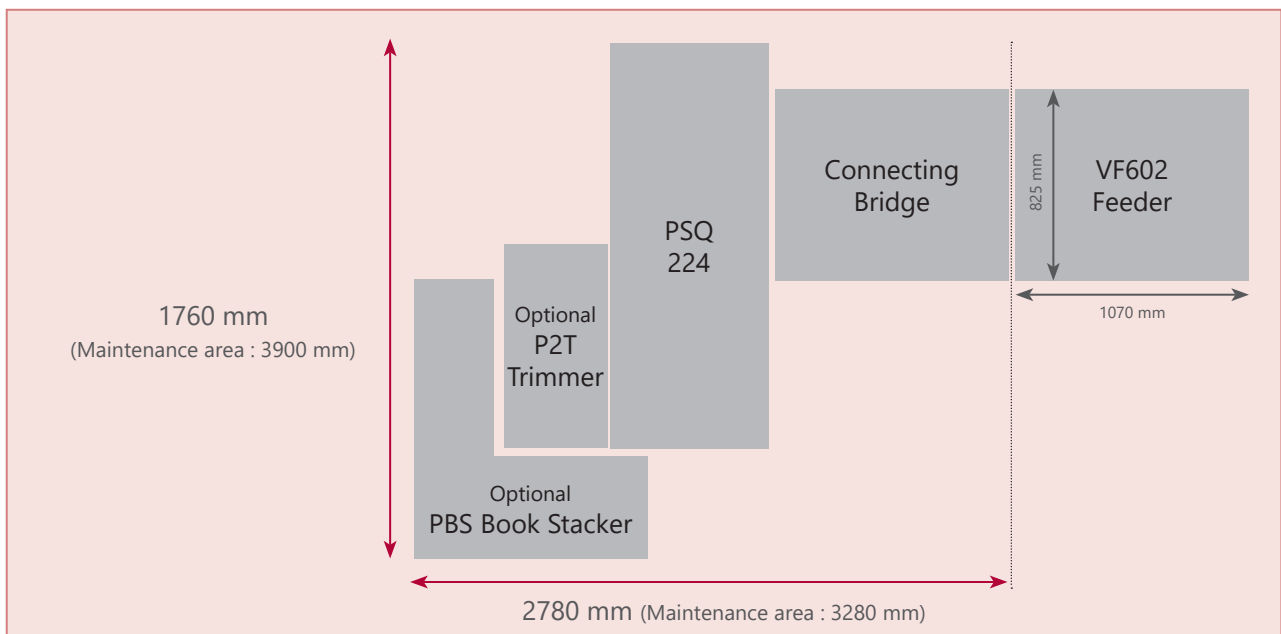 PSQ
224
Connecting
Bridge
825 mm
VF602
Feeder
1070 mm
1760 mm
(Maintenance area : 3900 mm)
Optional
P2T
Trimmer
Optional
PBS Book Stacker
2780 mm (Maintenance area : 3280 mm)